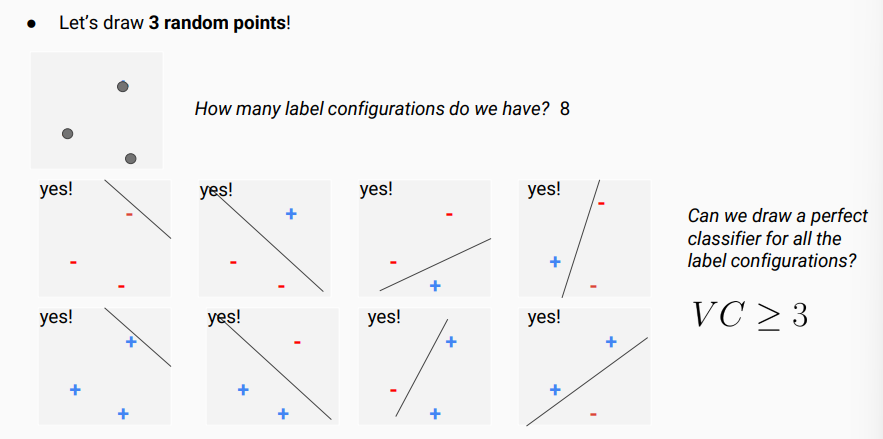 ● Let's draw 3 random points!
How many label configurations do we have? 8
yes! yes! yes! yes!
- + - -
- - - +
- - + -
Can we draw a perfect
classifier for all the
label configurations?
VC ≥ 3
yes! yes! yes! yes!
+ - + +
+ + - +
+ + + -